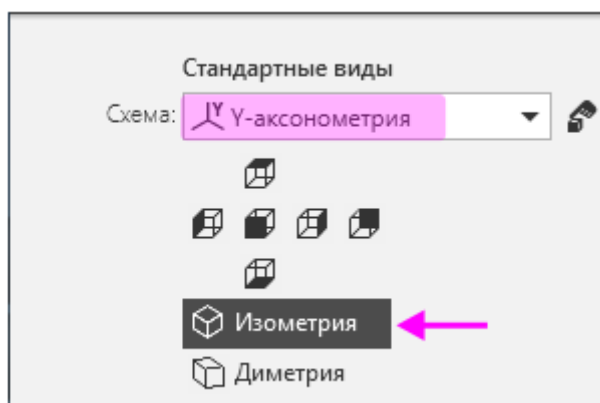 Стандартные виды
Схема: Y Y-аксонометрия
Изометрия
Диметрия